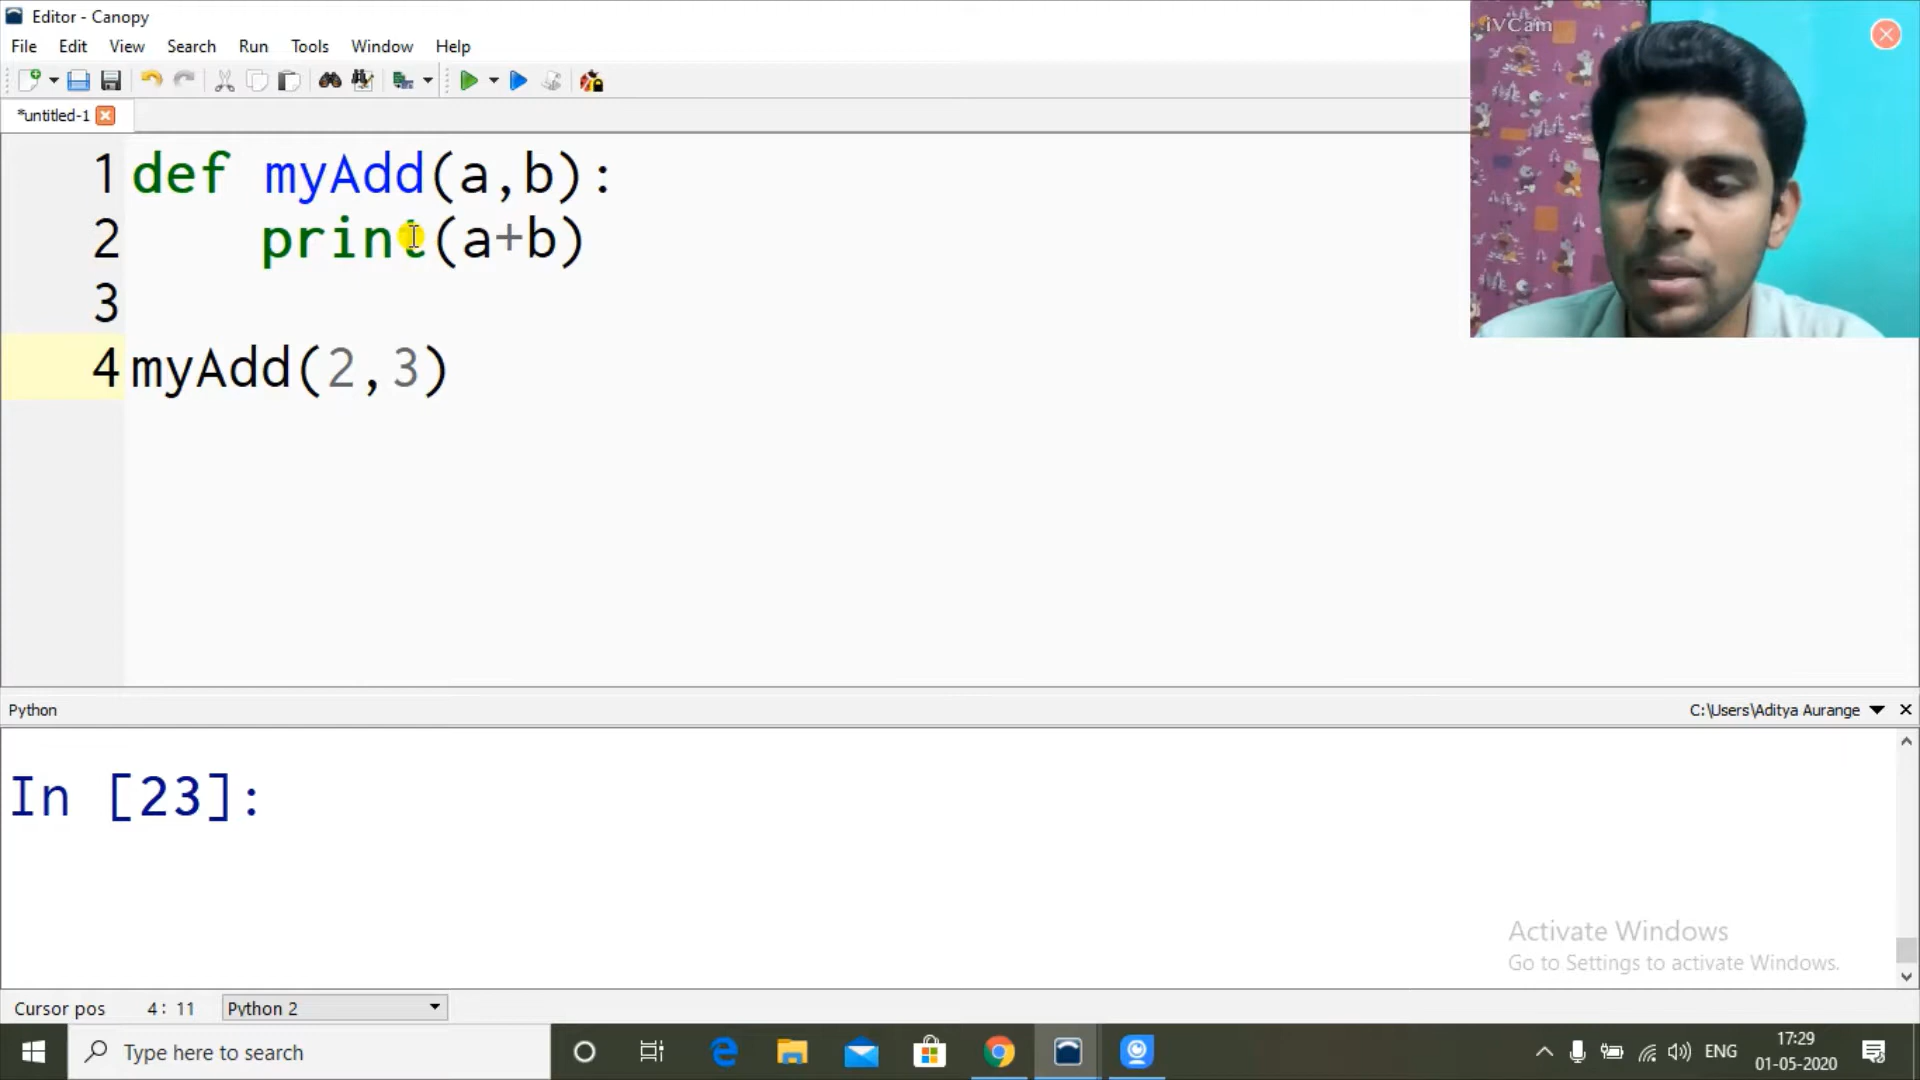 Editor - Canopy
File Edit View Search Run Tools Window Help
*untitled-1
1 def myAdd(a,b):
2     print(a+b)
3
4 myAdd(2,3)
iVCam
Python
C:\Users\Aditya Aurange
In [23]:
Activate Windows
Go to Settings to activate Windows.
Cursor pos 4: 11 Python 2
Type here to search
ENG
17:29
01-05-2020